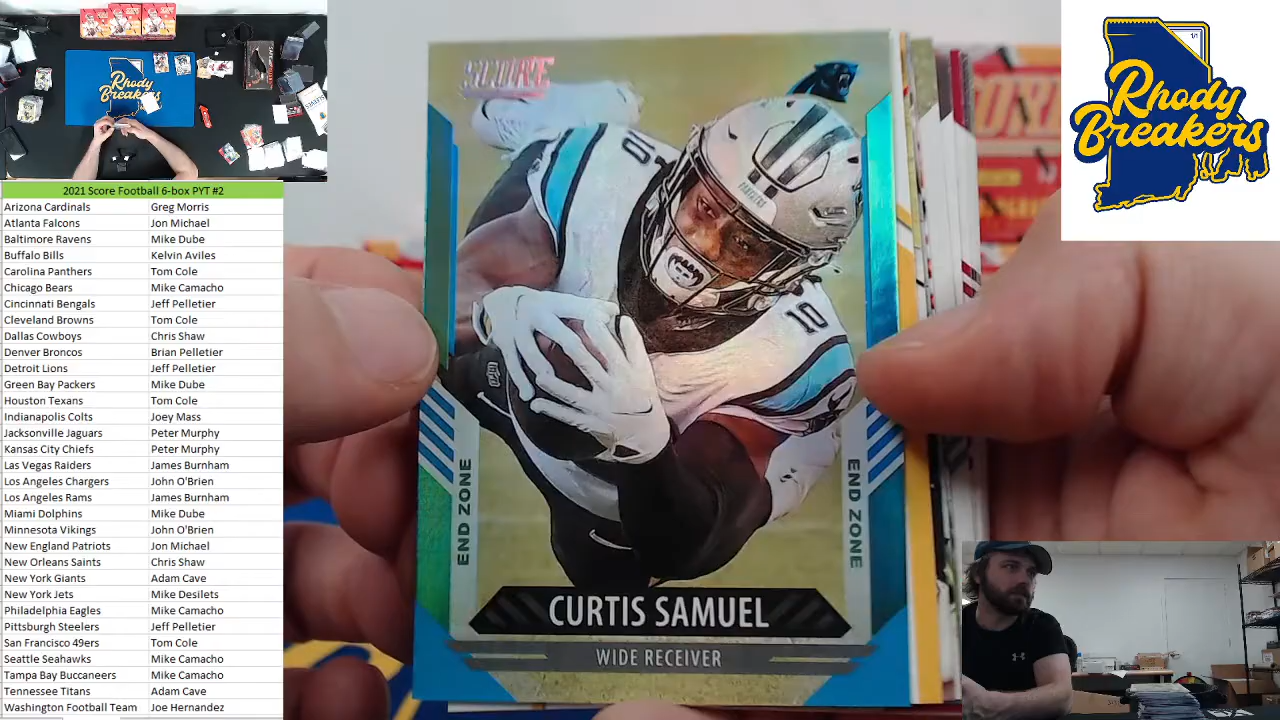 Rhody
Breakers
2021 Score Football 6-box PYT #2
Arizona Cardinals Greg Morris
Atlanta Falcons Jon Michael
Baltimore Ravens Mike Dube
Buffalo Bills Kelvin Aviles
Carolina Panthers Tom Cole
Chicago Bears Mike Camacho
Cincinnati Bengals Jeff Pelletier
Cleveland Browns Tom Cole
Dallas Cowboys Chris Shaw
Denver Broncos Brian Pelletier
Detroit Lions Jeff Pelletier
Green Bay Packers Mike Dube
Houston Texans Tom Cole
Indianapolis Colts Joey Mass
Jacksonville Jaguars Peter Murphy
Kansas City Chiefs Peter Murphy
Las Vegas Raiders James Burnham
Los Angeles Chargers John O'Brien
Los Angeles Rams James Burnham
Miami Dolphins Mike Dube
Minnesota Vikings John O'Brien
New England Patriots Jon Michael
New Orleans Saints Chris Shaw
New York Giants Adam Cave
New York Jets Mike Desilets
Philadelphia Eagles Mike Camacho
Pittsburgh Steelers Jeff Pelletier
San Francisco 49ers Tom Cole
Seattle Seahawks Mike Camacho
Tampa Bay Buccaneers Mike Camacho
Tennessee Titans Adam Cave
Washington Football Team Joe Hernandez
SCORE
10
PANTHERS
10
END ZONE
END ZONE
CURTIS SAMUEL
WIDE RECEIVER
1/1
Rhody
Breakers